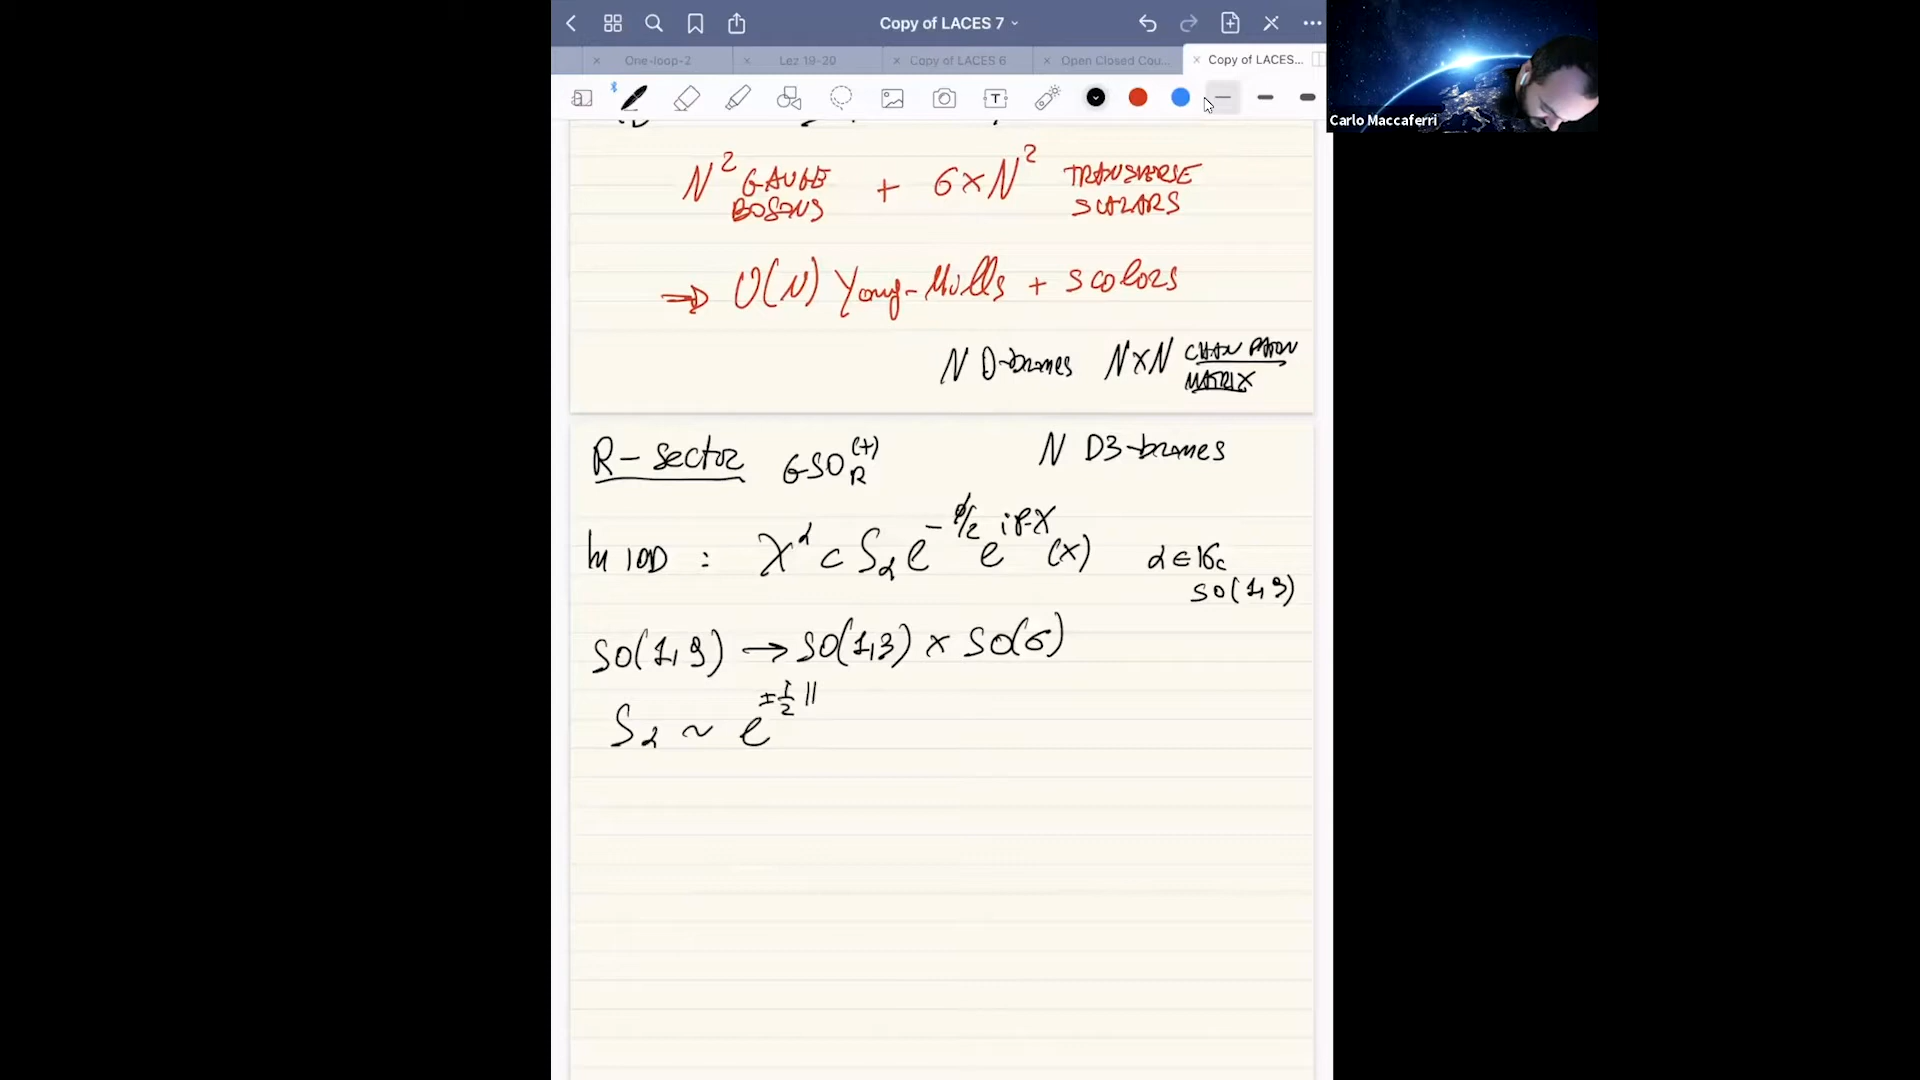 Copy of LACES 7
One-loop-2
Lez 19-20
Copy of LACES 6
Open Closed Cou...
Copy of LACES...
Carlo Maccaferri
N² GAUGE BOSONS + 6×N² TRANSVERSE SCALARS
⇒ U(N) Yang-Mills + scalars
N D-branes N×N CHAN PATON MATRIX
R-sector GSO_R^(+) N D3-branes
In 10D : χ^α c S_α e^{-φ/2} e^{iP·X} (x) α ∈ 16_c
SO(1,9)
SO(1,9) → SO(1,3) × SO(6)
S_α ~ e^{±1/2 ||}